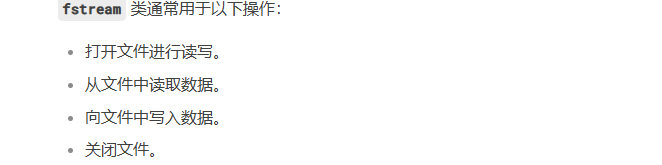 fstream 类通常用于以下操作：
打开文件进行读写。
从文件中读取数据。
向文件中写入数据。
关闭文件。